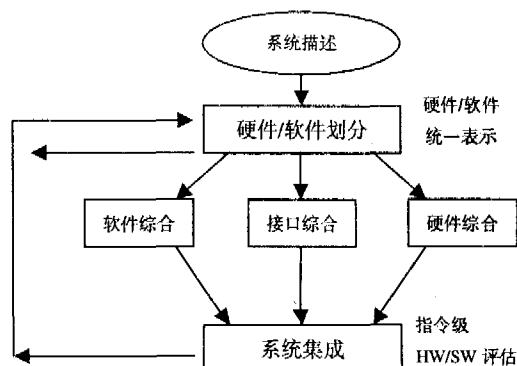 系统描述
硬件/软件
硬件/软件划分
统一表示
软件综合
接口综合
硬件综合
指令级
系统集成
HW/SW 评估